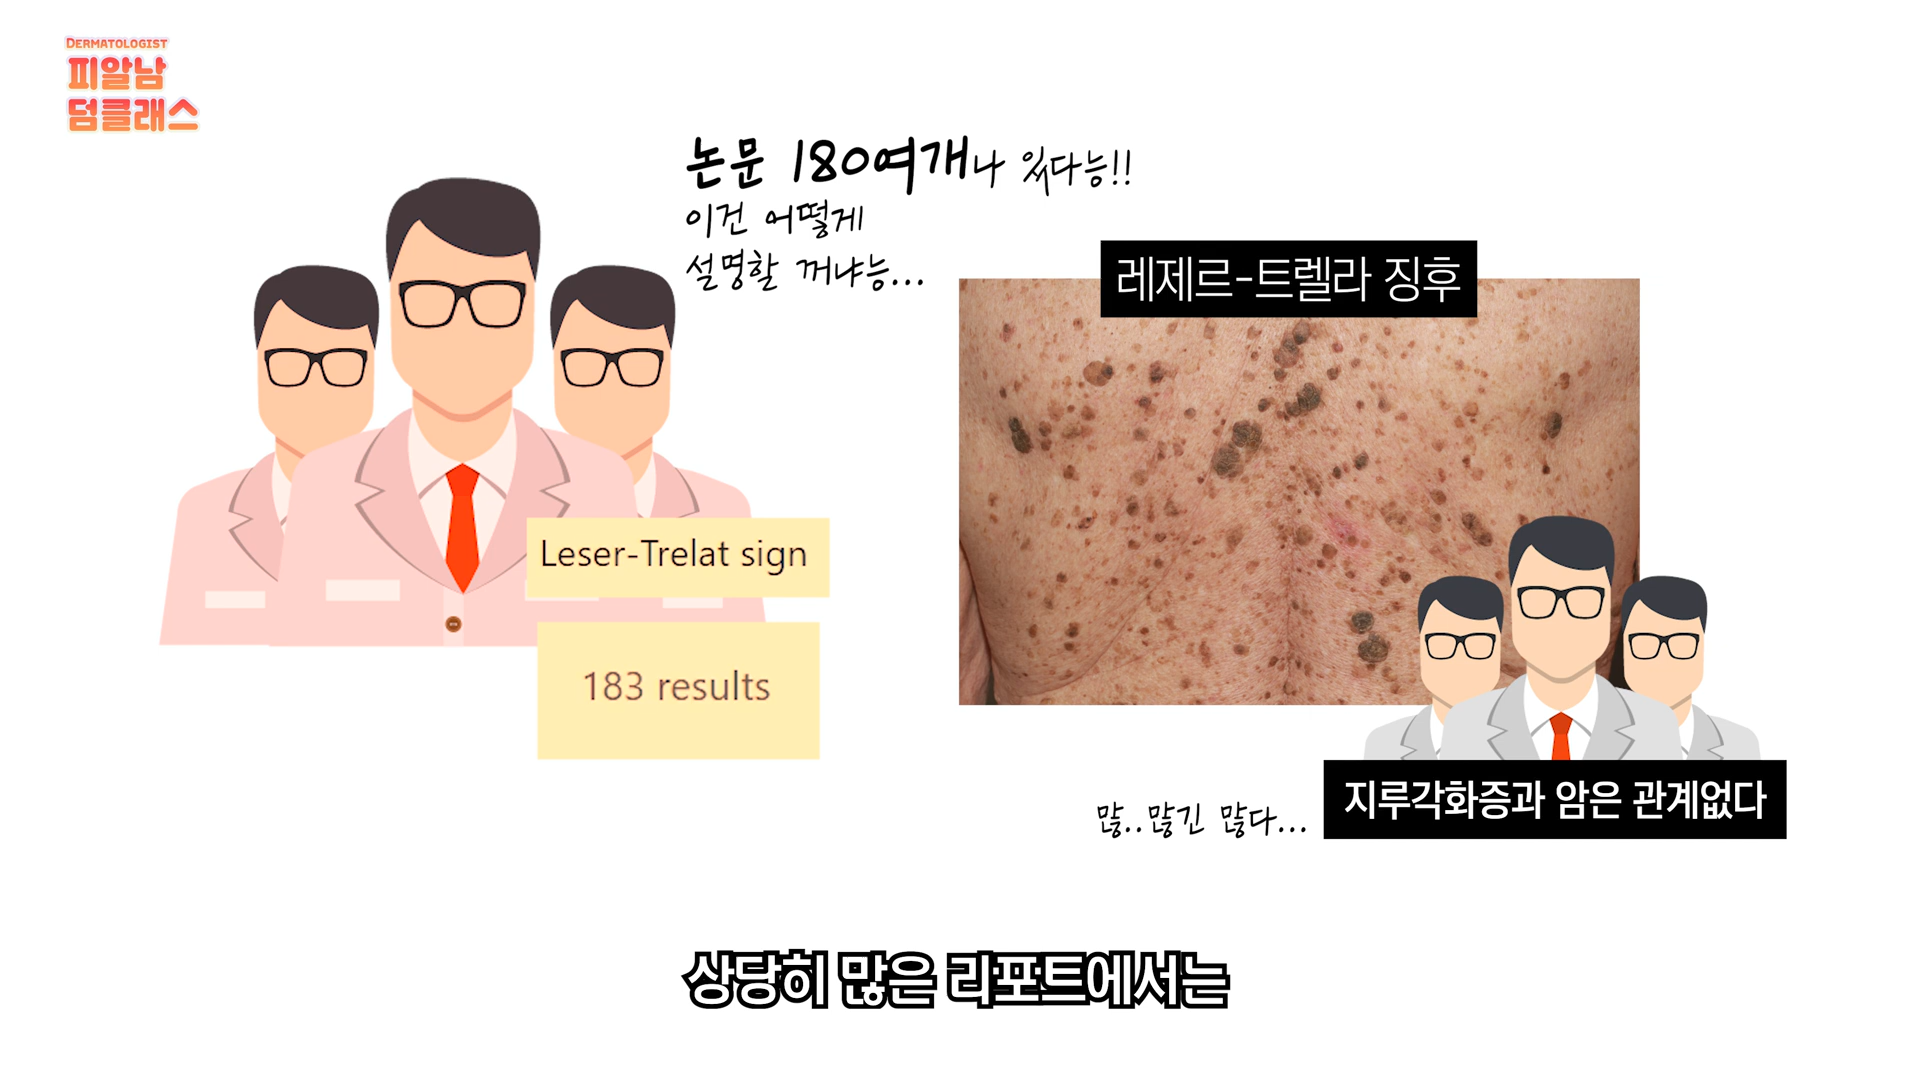 DERMATOLOGIST
피알남
덤클래스
논문 180여개나 있다능!!
이건 어떻게
설명할 꺼냐능...
레제르-트렐라 징후
Leser-Trelat sign
183 results
지루각화증과 암은 관계없다
많..많긴 많다...
상당히 많은 리포트에서는